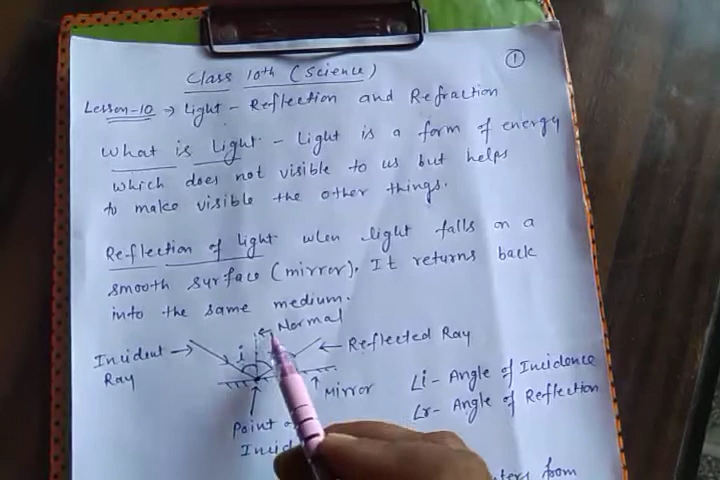 Class 10th (Science)
1
Lesson-10 → Light - Reflection and Refraction
What is Light - Light is a form of energy
which does not visible to us but helps
to make visible the other things.
Reflection of light when light falls on a
smooth surface (mirror). It returns back
into the same medium.
← Normal
Incident → i ← Reflected Ray
Ray
Mirror
∠i - Angle of Incidence
∠r - Angle of Reflection
Point
from